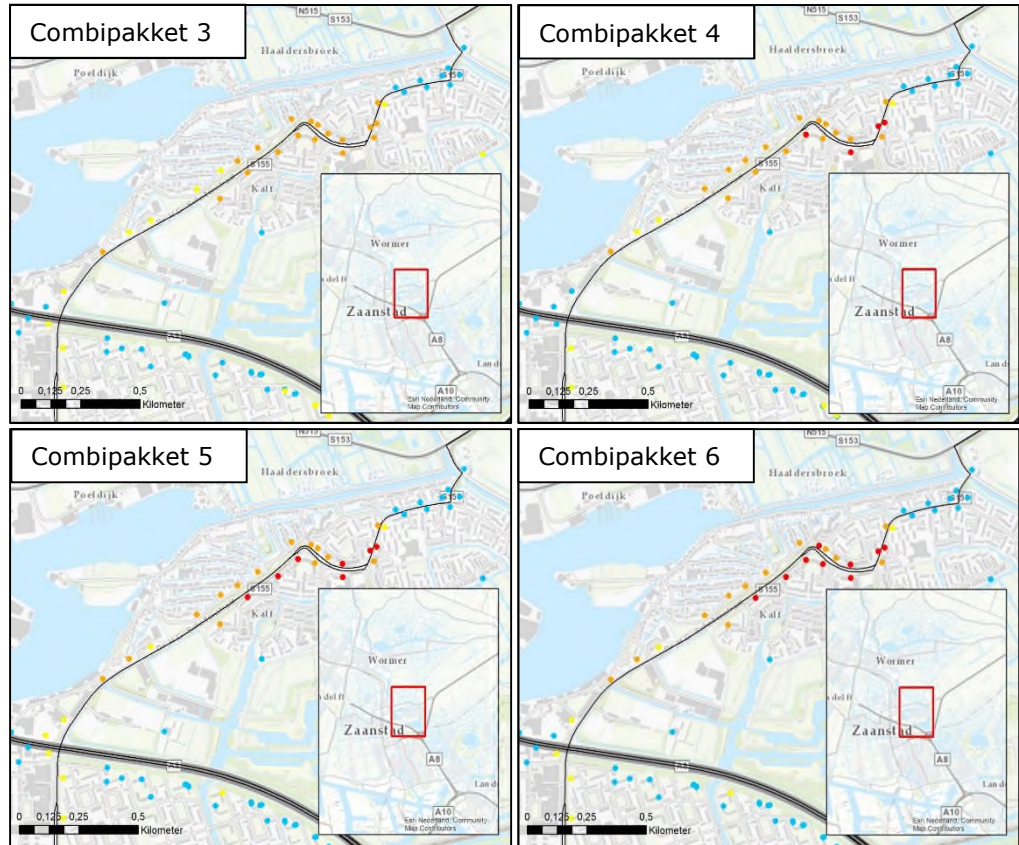 Combipakket 3
N515
S153
Haaldersbroek
Poeldijk
S155
Kalf
Wormer
Zaanstad
A8
A10
Esri Nederland, Community
Map Contributors
0 0,125 0,25 0,5
Kilometer
Combipakket 4
N515
S153
Haaldersbroek
Poeldijk
S155
Kalf
Wormer
Zaanstad
A8
A10
Esri Nederland, Community
Map Contributors
0 0,125 0,25 0,5
Kilometer
Combipakket 5
N515
S153
Haaldersbroek
Poeldijk
S155
Kalf
Wormer
Zaanstad
A8
A10
Esri Nederland, Community
Map Contributors
0 0,125 0,25 0,5
Kilometer
Combipakket 6
N515
S153
Haaldersbroek
Poeldijk
S155
Kalf
Wormer
Zaanstad
A8
A10
Esri Nederland, Community
Map Contributors
0 0,125 0,25 0,5
Kilometer